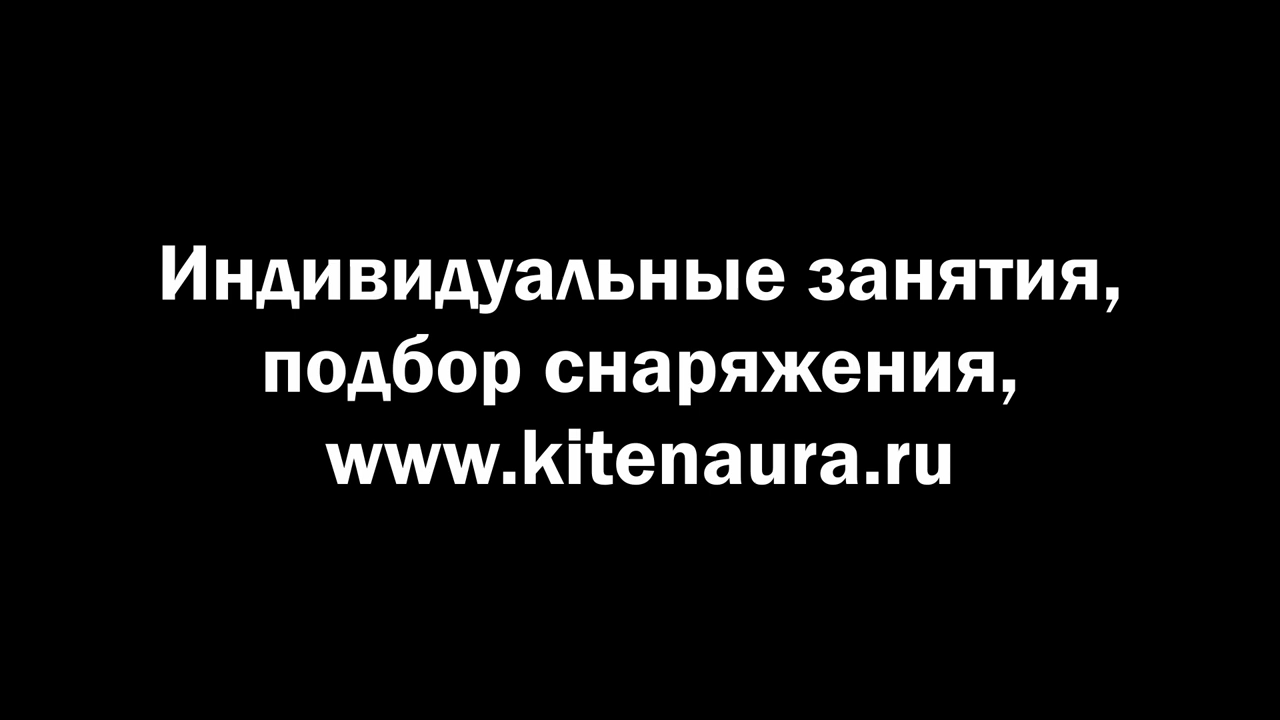 Индивидуальные занятия,
подбор снаряжения,
www.kitenaura.ru